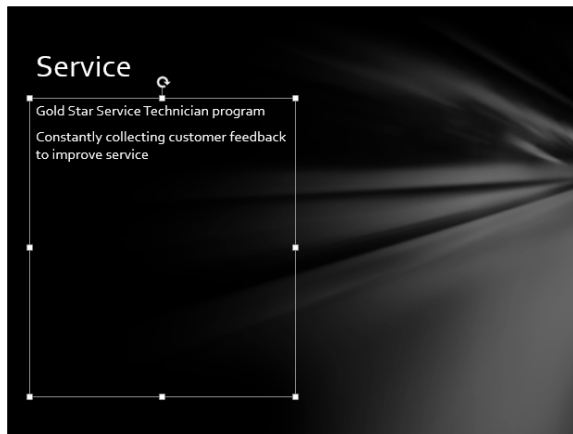 Service
Gold Star Service Technician program
Constantly collecting customer feedback
to improve service